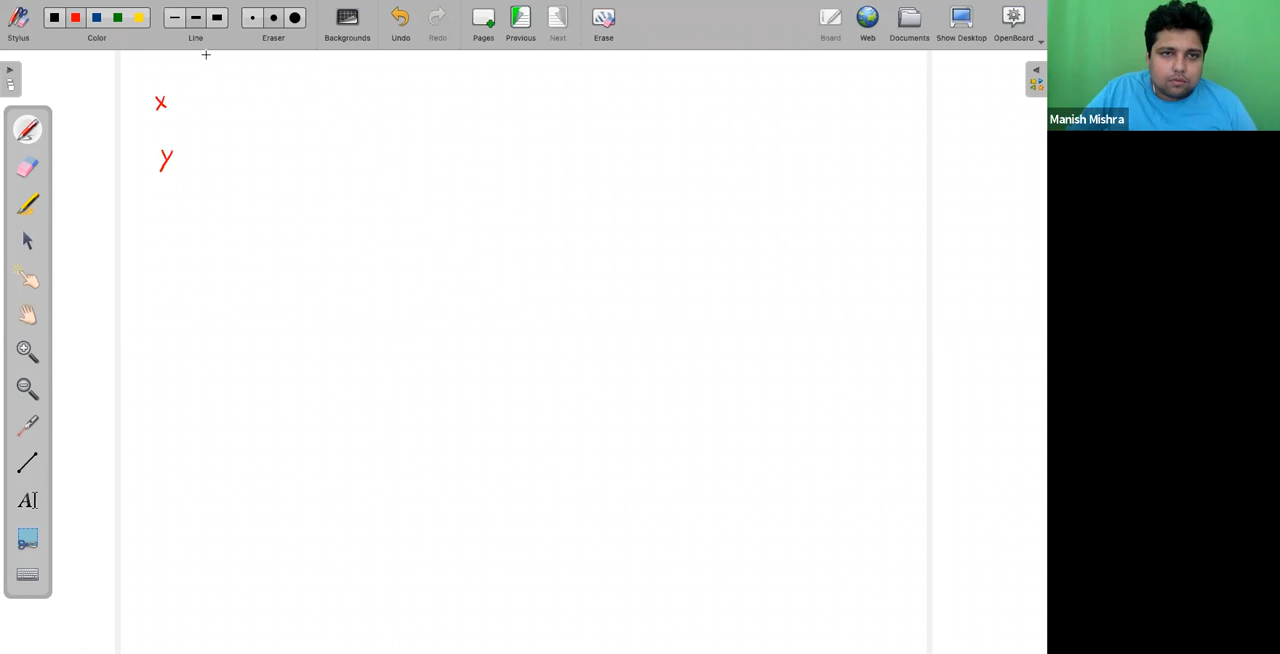 Stylus Color Line Eraser Backgrounds Undo Redo Pages Previous Next Erase Board Web Documents Show Desktop OpenBoard
Manish Mishra
x
y